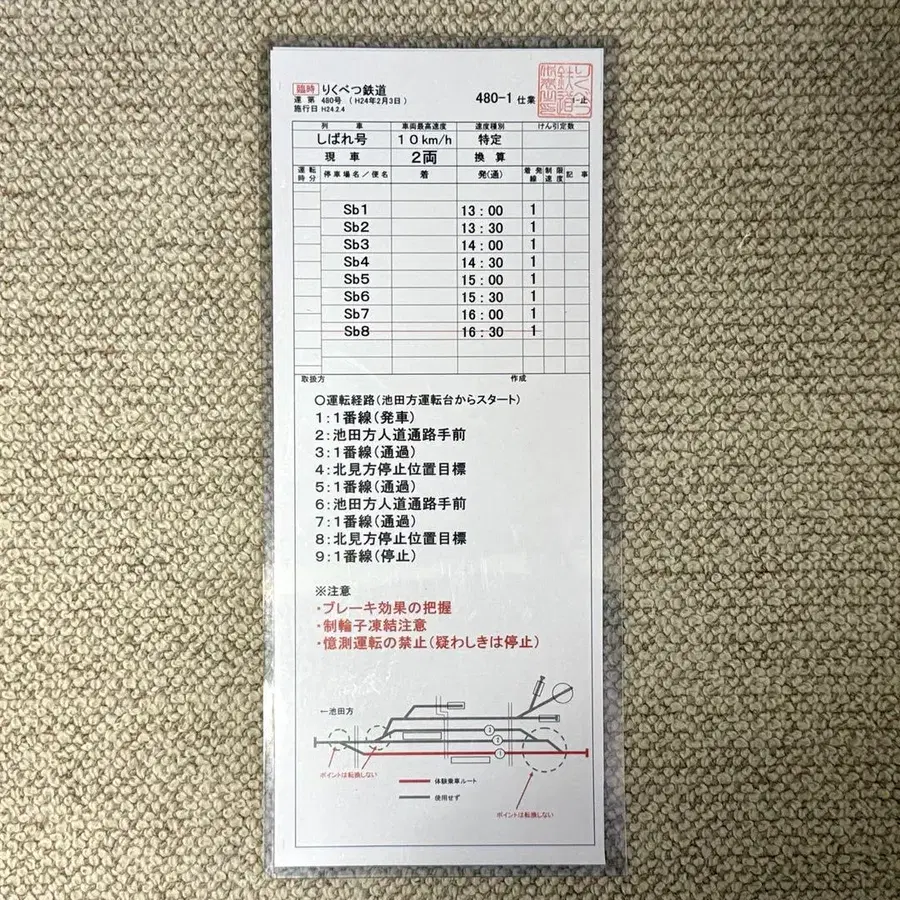 臨時 りくべつ鉄道
運第 480号 (H24年2月3日)
施行日 H24.2.4
480-1 仕業
列車 車両最高速度 速度種別 けん引定数
しばれ号 10km/h 特定
現車 2両 換算
運転時分 停車場名/便名 着 発(通) 着発線 制限速度 記事
Sb1 13:00 1
Sb2 13:30 1
Sb3 14:00 1
Sb4 14:30 1
Sb5 15:00 1
Sb6 15:30 1
Sb7 16:00 1
Sb8 16:30 1
取扱方 作成
〇運転経路(池田方運転台からスタート)
1:1番線(発車)
2:池田方人道通路手前
3:1番線(通過)
4:北見方停止位置目標
5:1番線(通過)
6:池田方人道通路手前
7:1番線(通過)
8:北見方停止位置目標
9:1番線(停止)
※注意
・ブレーキ効果の把握
・制輪子凍結注意
・憶測運転の禁止(疑わしきは停止)
←池田方
ポイントは転換しない
体験乗車ルート
使用せず
ポイントは転換しない